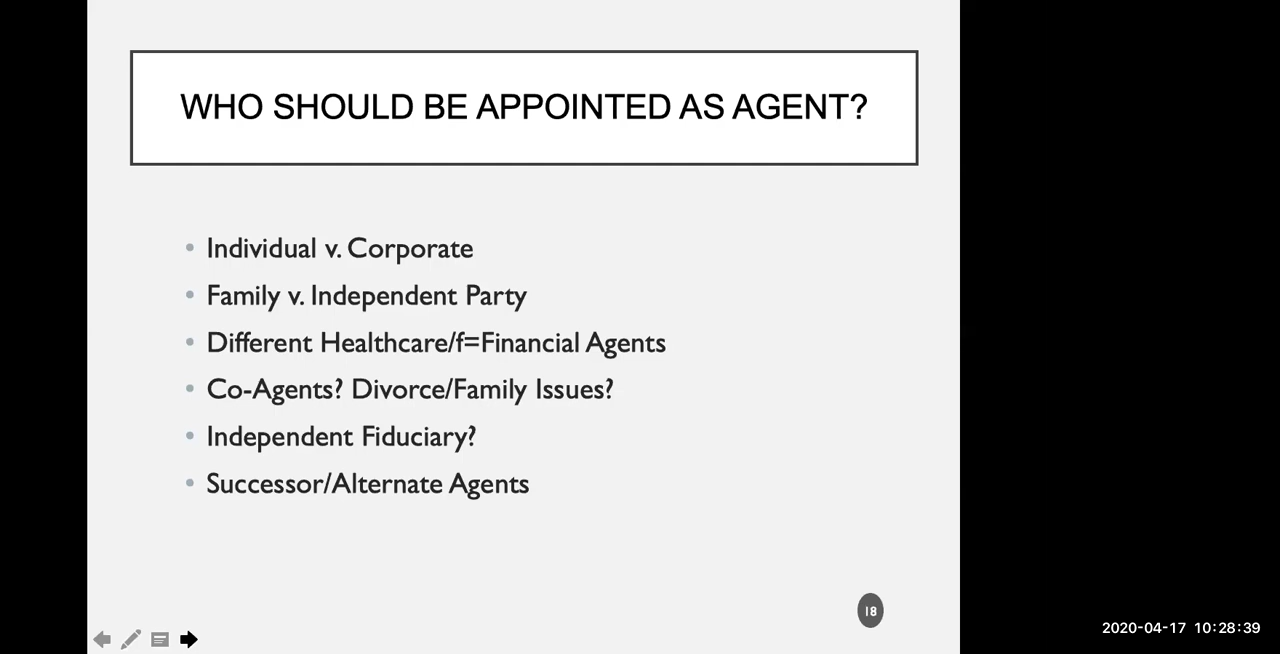 WHO SHOULD BE APPOINTED AS AGENT?
• Individual v. Corporate
• Family v. Independent Party
• Different Healthcare/f=Financial Agents
• Co-Agents? Divorce/Family Issues?
• Independent Fiduciary?
• Successor/Alternate Agents
18
2020-04-17 10:28:39